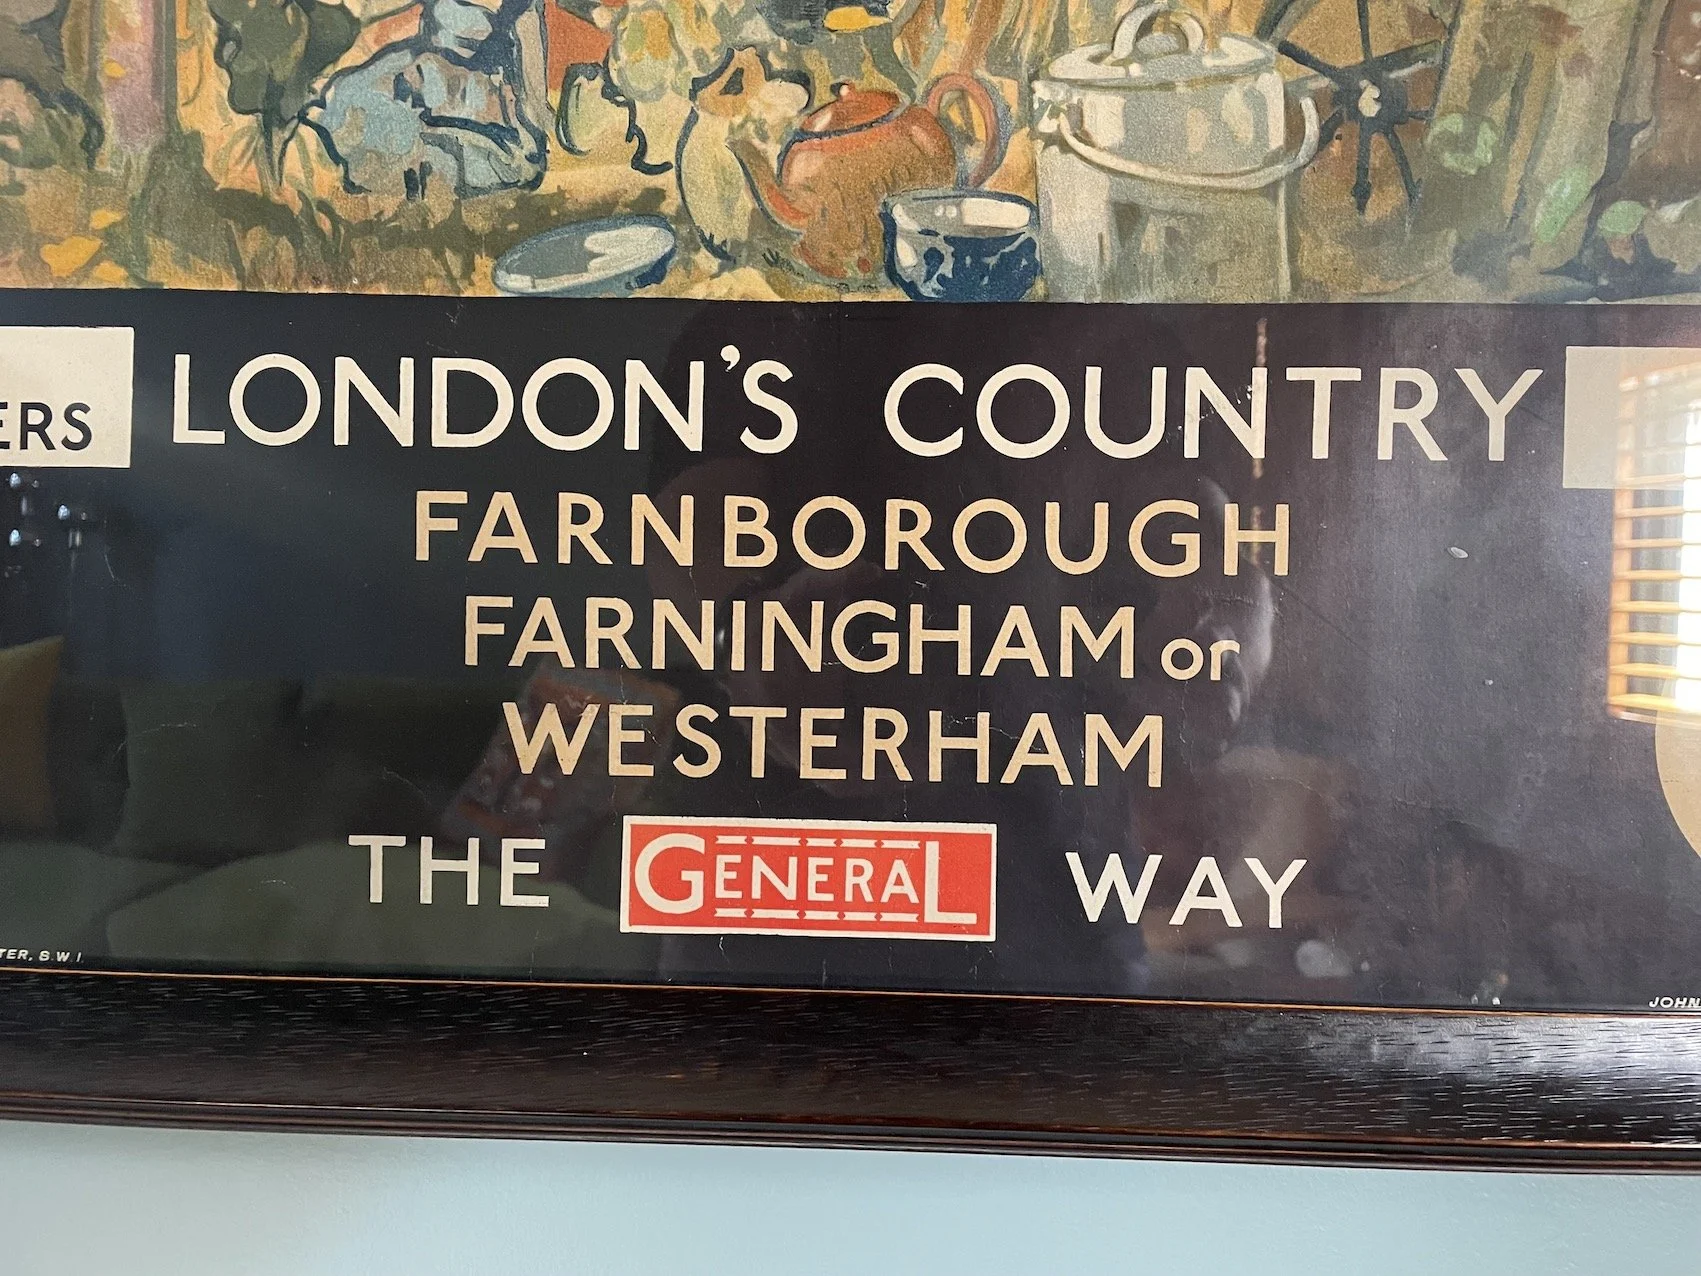 ERS
LONDON'S COUNTRY
FARNBOROUGH
FARNINGHAM or
WESTERHAM
THE GENERAL WAY
TER, S.W.1.
JOHN